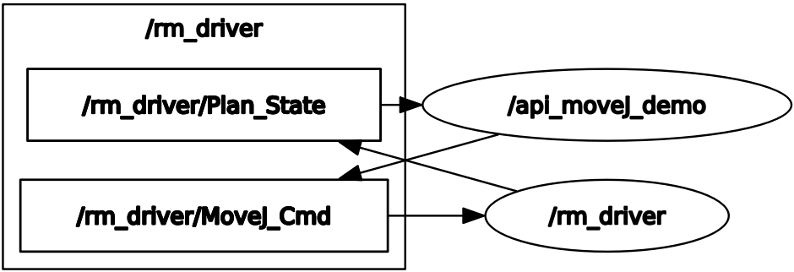 /rm_driver
/rm_driver/Plan_State
/api_moveJ_demo
/rm_driver/MoveJ_Cmd
/rm_driver